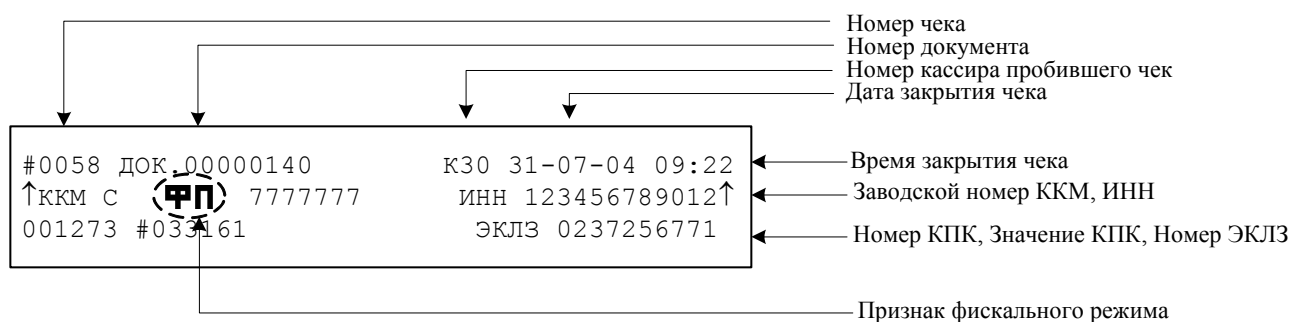 Номер чека
Номер документа
Номер кассира пробившего чек
Дата закрытия чека
#0058 ДОК.00000140 К30 31-07-04 09:22
Время закрытия чека
↑ККМ С ФП 7777777 ИНН 123456789012↑
Заводской номер ККМ, ИНН
001273 #033161 ЭКЛЗ 0237256771
Номер КПК, Значение КПК, Номер ЭКЛЗ
Признак фискального режима